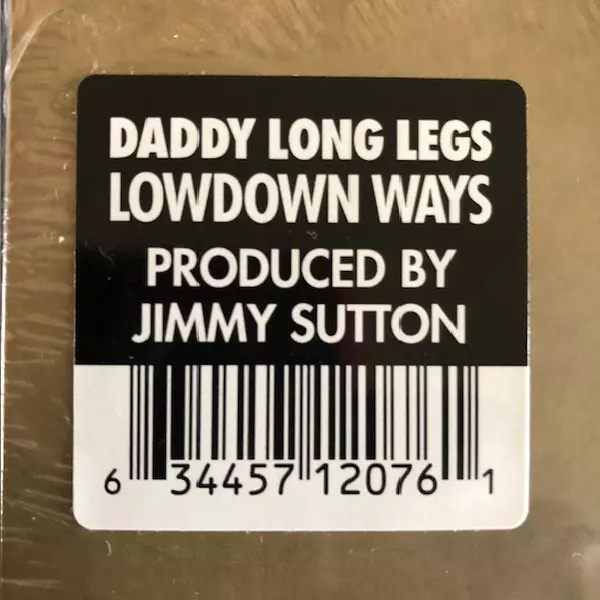 DADDY LONG LEGS
LOWDOWN WAYS
PRODUCED BY
JIMMY SUTTON
6 34457 12076 1